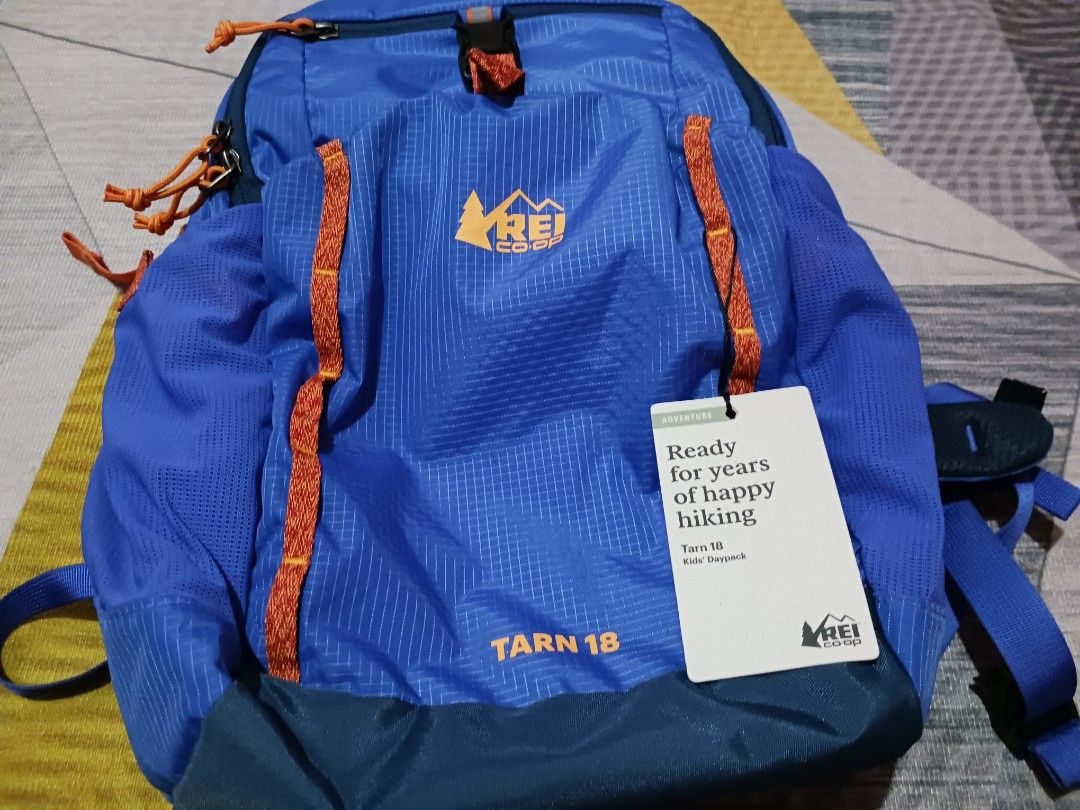 REI
CO·OP
ADVENTURE
Ready
for years
of happy
hiking
Tarn 18
Kids' Daypack
REI
CO·OP
TARN 18